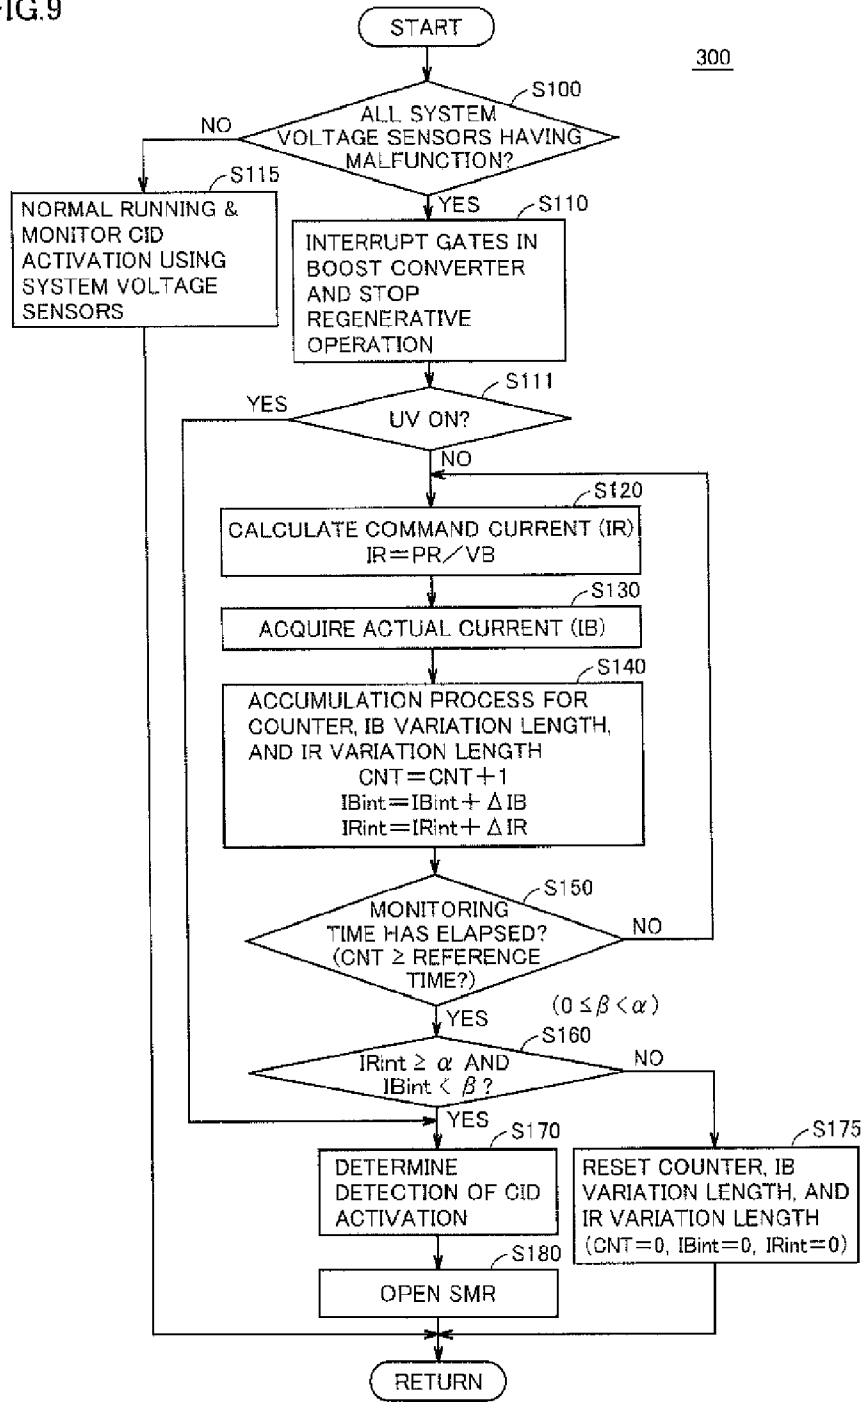 FIG.9
START
300
S100
ALL SYSTEM
VOLTAGE SENSORS HAVING
MALFUNCTION?
NO
YES
S115
NORMAL RUNNING &
MONITOR CID
ACTIVATION USING
SYSTEM VOLTAGE
SENSORS
S110
INTERRUPT GATES IN
BOOST CONVERTER
AND STOP
REGENERATIVE
OPERATION
S111
YES
UV ON?
NO
S120
CALCULATE COMMAND CURRENT (IR)
IR=PR/VB
S130
ACQUIRE ACTUAL CURRENT (IB)
S140
ACCUMULATION PROCESS FOR
COUNTER, IB VARIATION LENGTH,
AND IR VARIATION LENGTH
CNT=CNT+1
IBint=IBint+ΔIB
IRint=IRint+ΔIR
S150
MONITORING
TIME HAS ELAPSED?
(CNT ≥ REFERENCE
TIME?)
NO
YES
(0 ≤ β < α)
S160
IRint ≥ α AND
IBint < β ?
NO
YES
S170
DETERMINE
DETECTION OF CID
ACTIVATION
S175
RESET COUNTER, IB
VARIATION LENGTH, AND
IR VARIATION LENGTH
(CNT=0, IBint=0, IRint=0)
S180
OPEN SMR
RETURN